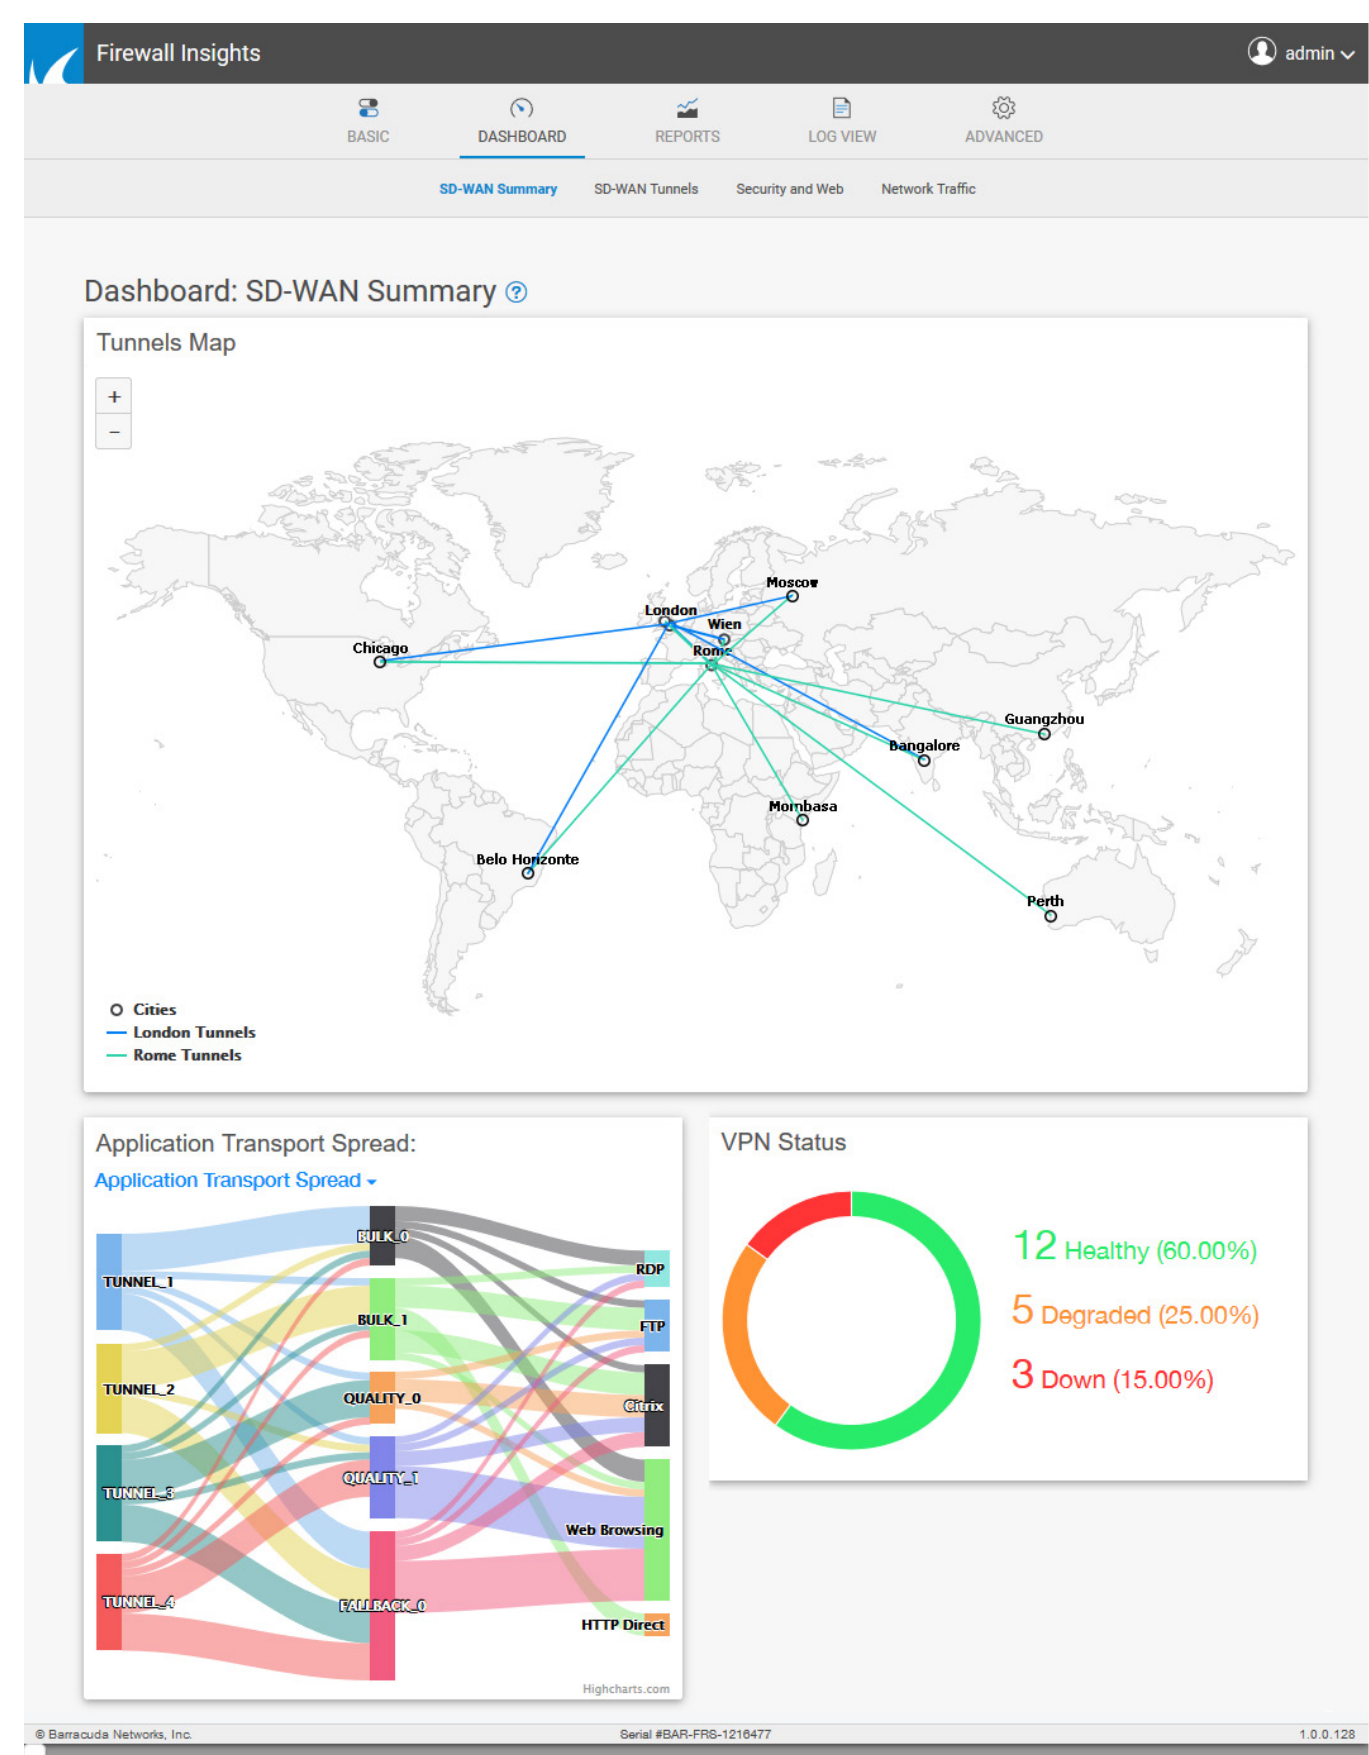 Firewall Insights
admin
BASIC
DASHBOARD
REPORTS
LOG VIEW
ADVANCED
SD-WAN Summary
SD-WAN Tunnels
Security and Web
Network Traffic
Dashboard: SD-WAN Summary ?
Tunnels Map
+
−
Moscow
London
Wien
Chicago
Rome
Guangzhou
Bangalore
Mombasa
Belo Horizonte
Perth
Cities
London Tunnels
Rome Tunnels
Application Transport Spread:
Application Transport Spread
TUNNEL_1
TUNNEL_2
TUNNEL_3
TUNNEL_4
BULK_0
BULK_1
QUALITY_0
QUALITY_1
FALLBACK_0
RDP
FTP
Citrix
Web Browsing
HTTP Direct
Highcharts.com
VPN Status
12 Healthy (60.00%)
5 Degraded (25.00%)
3 Down (15.00%)
© Barracuda Networks, Inc.
Serial #BAR-FRS-1216477
1.0.0.128